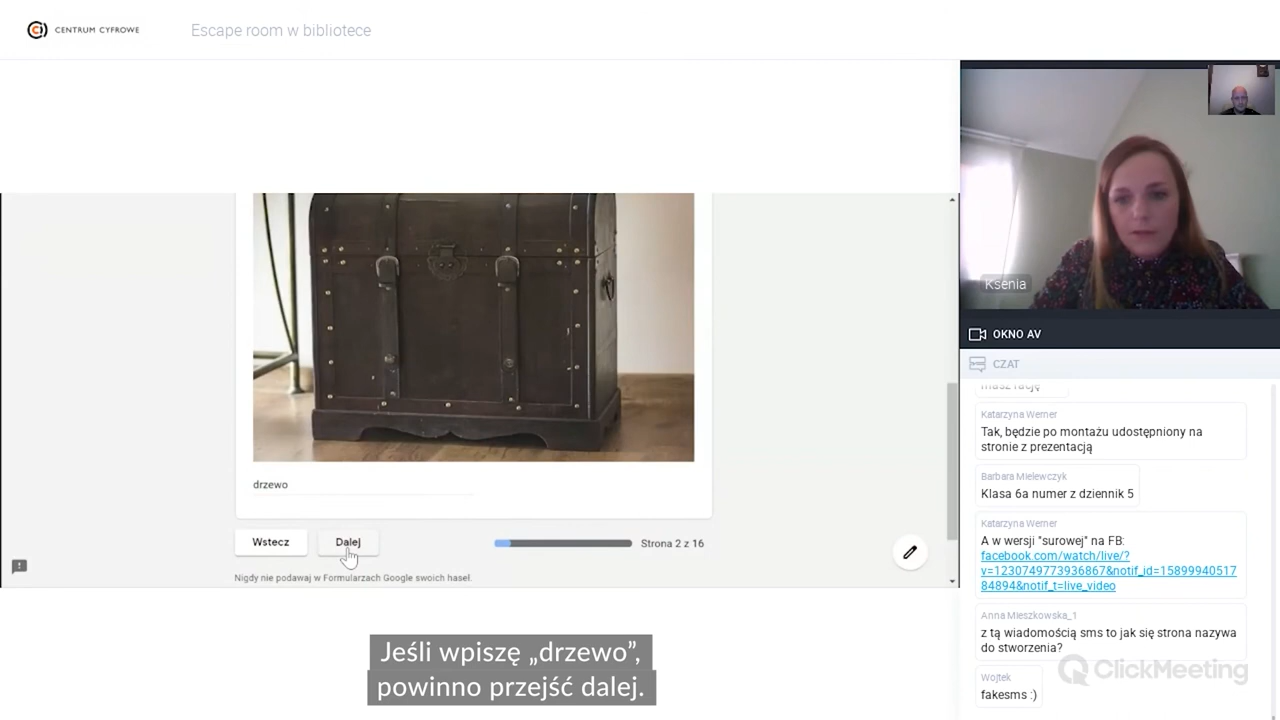 CENTRUM CYFROWE
Escape room w bibliotece
drzewo
Wstecz
Dalej
Strona 2 z 16
Nigdy nie podawaj w Formularzach Google swoich haseł.
Jeśli wpiszę „drzewo”,
powinno przejść dalej.
Ksenia
OKNO AV
CZAT
masz rację
Katarzyna Werner
Tak, będzie po montażu udostępniony na
stronie z prezentacją
Barbara Mielewczyk
Klasa 6a numer z dziennik 5
Katarzyna Werner
A w wersji "surowej" na FB:
facebook.com/watch/live/?
v=1230749773936867&notif_id=15899940517
84894&notif_t=live_video
Anna Mieszkowska_1
z tą wiadomością sms to jak się strona nazywa
do stworzenia?
Wojtek
fakesms :)
ClickMeeting